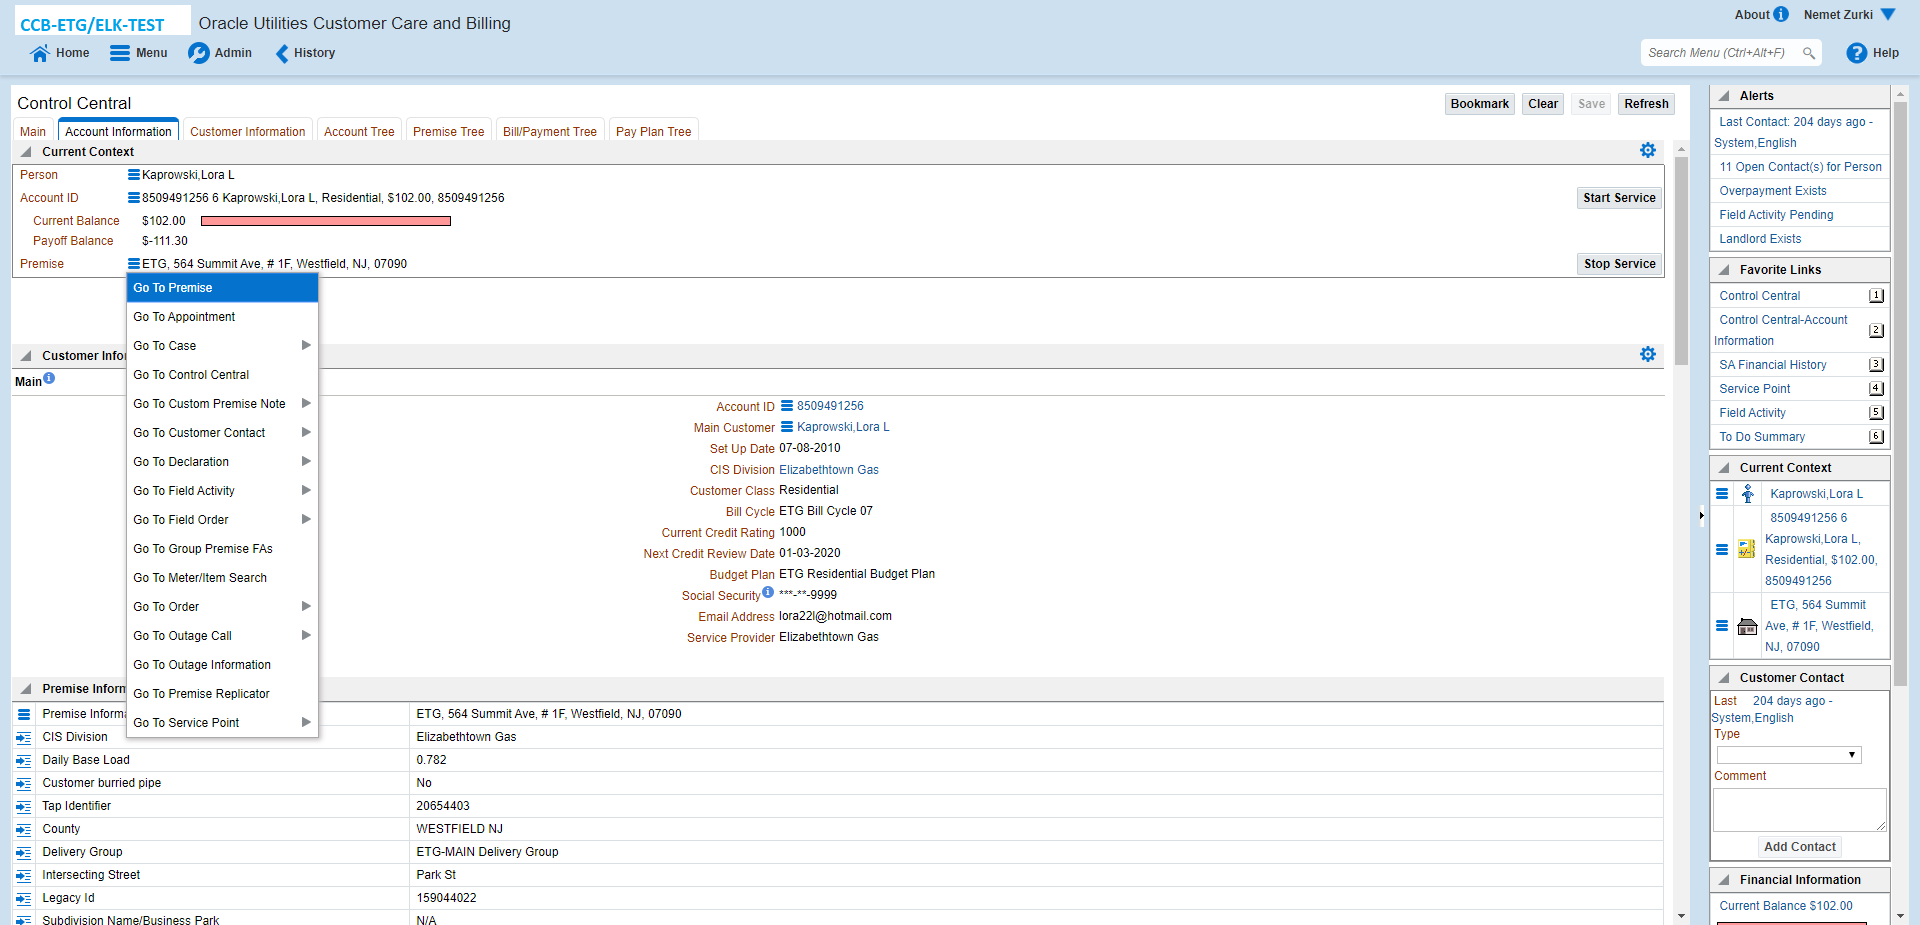 CCB-ETG/ELK-TEST
Oracle Utilities Customer Care and Billing
About
Nemet Zurki
Home
Menu
Admin
History
Search Menu (Ctrl+Alt+F)
Help
Control Central
Bookmark
Clear
Save
Refresh
Main
Account Information
Customer Information
Account Tree
Premise Tree
Bill/Payment Tree
Pay Plan Tree
Current Context
Person Kaprowski,Lora L
Account ID 8509491256 6 Kaprowski,Lora L, Residential, $102.00, 8509491256
Start Service
Current Balance $102.00
Payoff Balance $-111.30
Premise ETG, 564 Summit Ave, # 1F, Westfield, NJ, 07090
Stop Service
Go To Premise
Go To Appointment
Go To Case
Go To Control Central
Go To Custom Premise Note
Go To Customer Contact
Go To Declaration
Go To Field Activity
Go To Field Order
Go To Group Premise FAs
Go To Meter/Item Search
Go To Order
Go To Outage Call
Go To Outage Information
Go To Premise Replicator
Go To Service Point
Customer Infor
Main
Account ID 8509491256
Main Customer Kaprowski,Lora L
Set Up Date 07-08-2010
CIS Division Elizabethtown Gas
Customer Class Residential
Bill Cycle ETG Bill Cycle 07
Current Credit Rating 1000
Next Credit Review Date 01-03-2020
Budget Plan ETG Residential Budget Plan
Social Security ***-**-9999
Email Address lora22l@hotmail.com
Service Provider Elizabethtown Gas
Premise Inforn
Premise Informa ETG, 564 Summit Ave, # 1F, Westfield, NJ, 07090
CIS Division Elizabethtown Gas
Daily Base Load 0.782
Customer burried pipe No
Tap Identifier 20654403
County WESTFIELD NJ
Delivery Group ETG-MAIN Delivery Group
Intersecting Street Park St
Legacy Id 159044022
Subdivision Name/Business Park N/A
Alerts
Last Contact: 204 days ago -
System,English
11 Open Contact(s) for Person
Overpayment Exists
Field Activity Pending
Landlord Exists
Favorite Links
Control Central 1
Control Central-Account
Information 2
SA Financial History 3
Service Point 4
Field Activity 5
To Do Summary 6
Current Context
Kaprowski,Lora L
8509491256 6
Kaprowski,Lora L,
Residential, $102.00,
8509491256
ETG, 564 Summit
Ave, # 1F, Westfield,
NJ, 07090
Customer Contact
Last 204 days ago -
System,English
Type
Comment
Add Contact
Financial Information
Current Balance $102.00